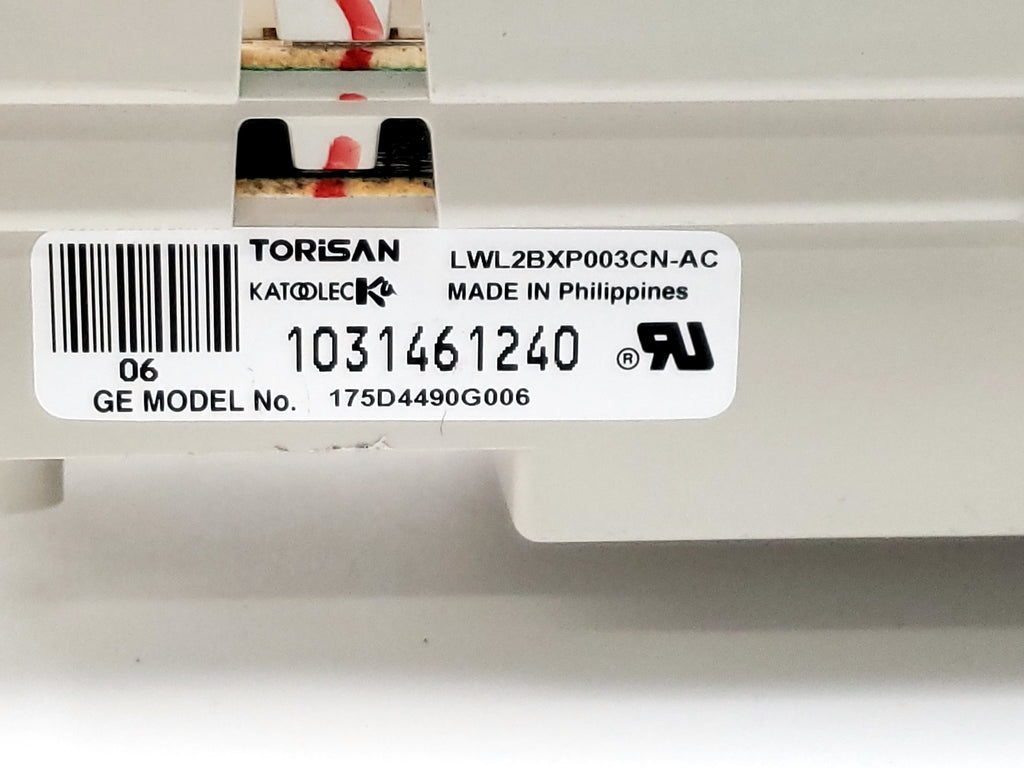 TORiSAN LWL2BXP003CN-AC
KATOOLEC MADE IN Philippines
1031461240 ®
06
GE MODEL No. 175D4490G006